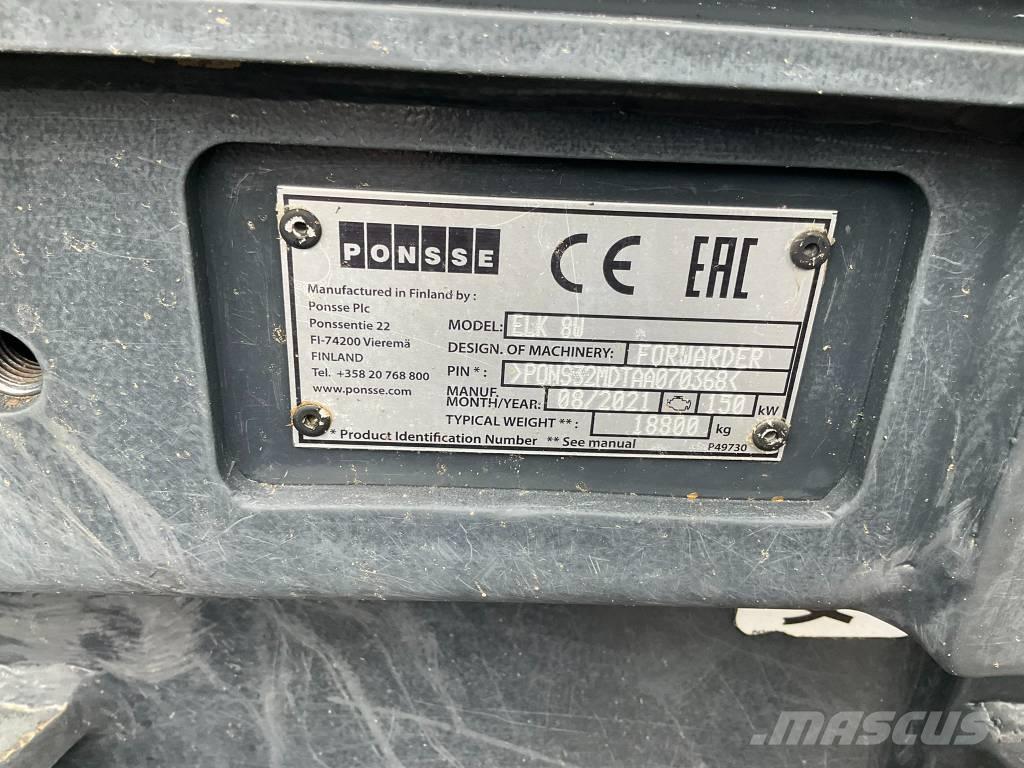 PONSSE CE EAC
Manufactured in Finland by :
Ponsse Plc
Ponssentie 22
FI-74200 Vieremä
FINLAND
Tel. +358 20 768 800
www.ponsse.com
MODEL: ELK 8W
DESIGN. OF MACHINERY: FORWARDER
PIN * : >PONS32MDTAA070368<
MANUF.
MONTH/YEAR: 08/2021 150 kW
TYPICAL WEIGHT ** : 18800 kg
* Product Identification Number ** See manual P49730
MASCUS